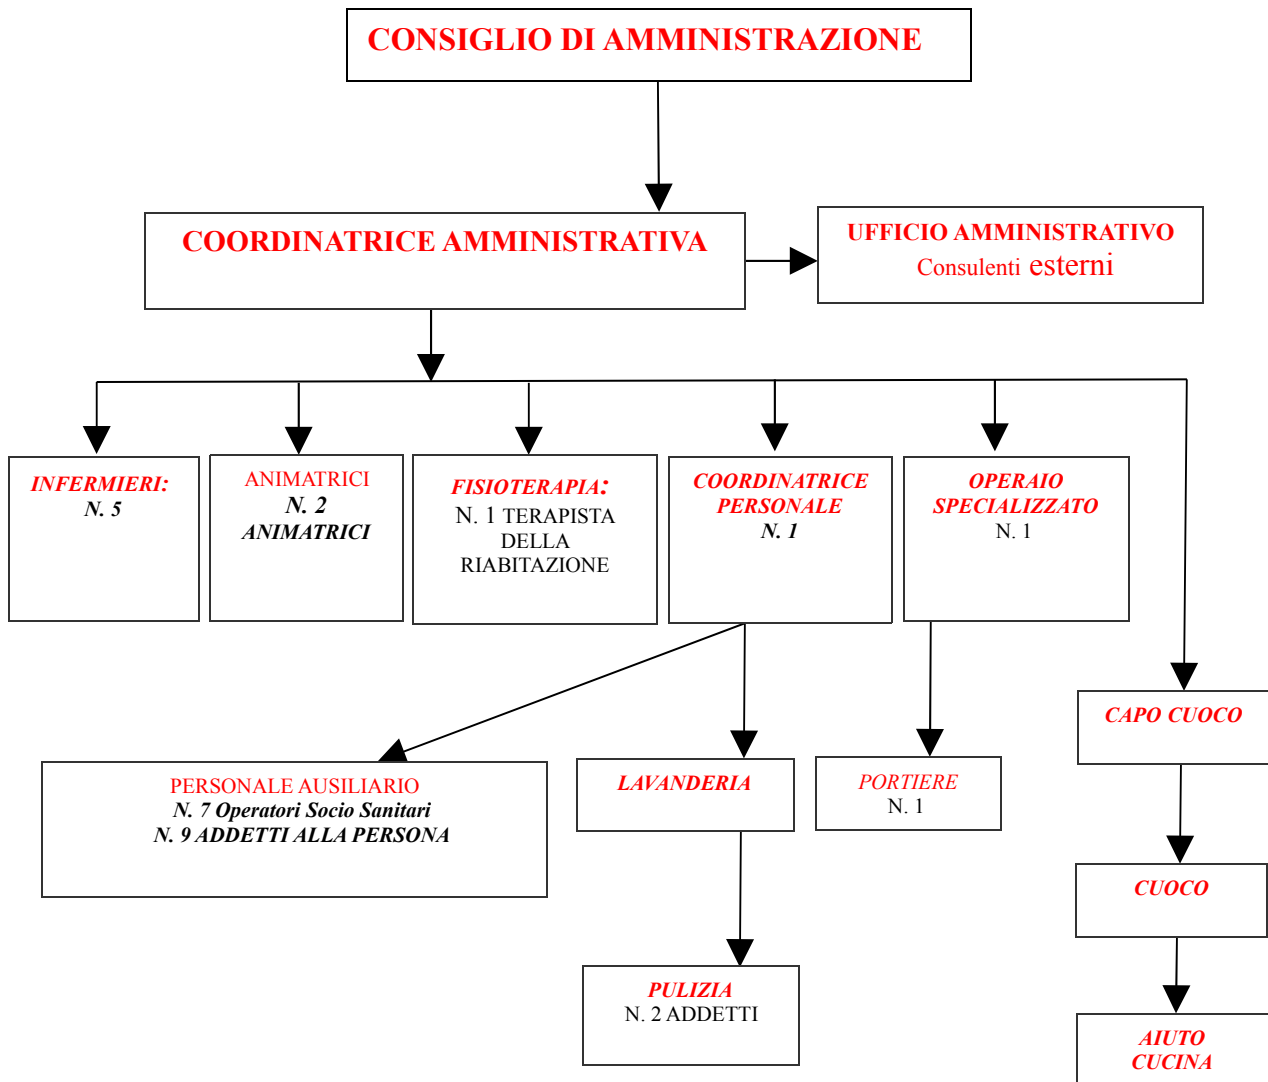 CONSIGLIO DI AMMINISTRAZIONE
COORDINATRICE AMMINISTRATIVA
UFFICIO AMMINISTRATIVO
Consulenti esterni
INFERMIERI:
N. 5
ANIMATRICI
N. 2
ANIMATRICI
FISIOTERAPIA:
N. 1 TERAPISTA
DELLA
RIABITAZIONE
COORDINATRICE
PERSONALE
N. 1
OPERAIO
SPECIALIZZATO
N. 1
CAPO CUOCO
PERSONALE AUSILIARIO
N. 7 Operatori Socio Sanitari
N. 9 ADDETTI ALLA PERSONA
LAVANDERIA
PORTIERE
N. 1
CUOCO
PULIZIA
N. 2 ADDETTI
AIUTO
CUCINA